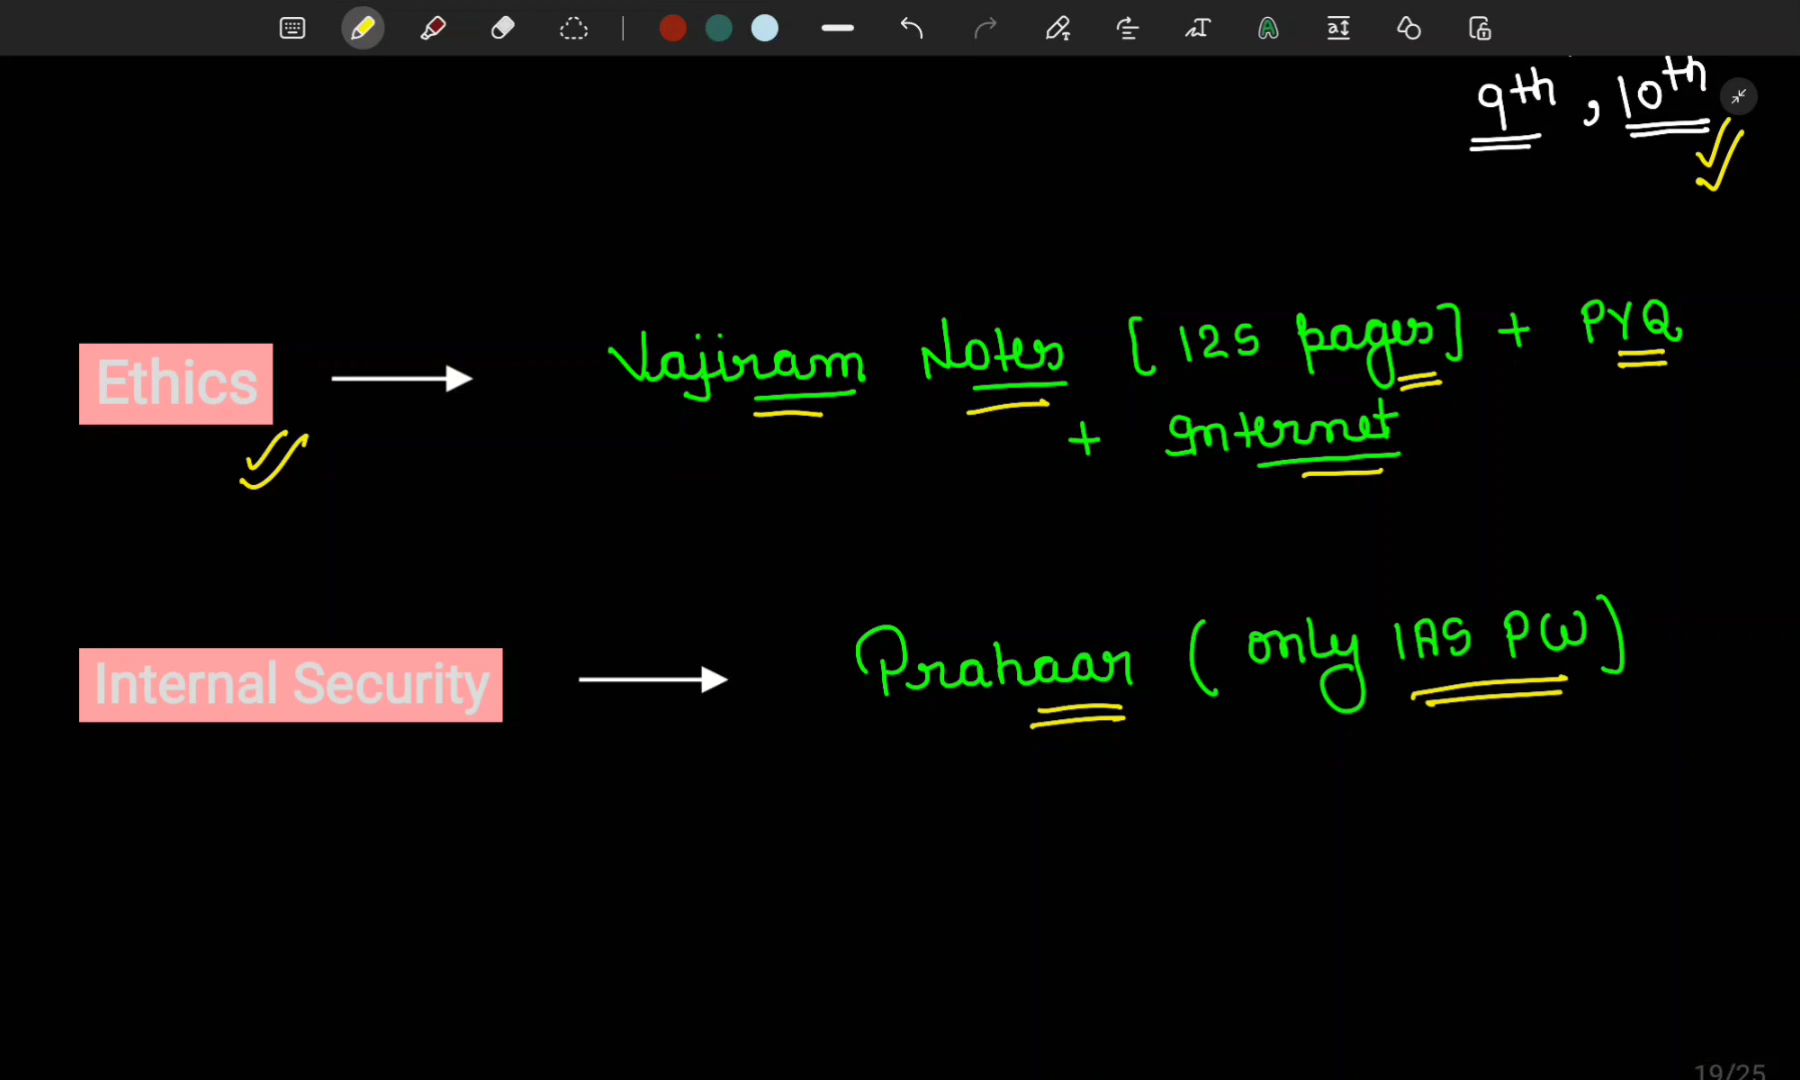 9th, 10th
Ethics → Vajiram Notes [125 pages] + PYQ
+ Internet
Internal Security → Prahaar (only IAS PW)
19/25